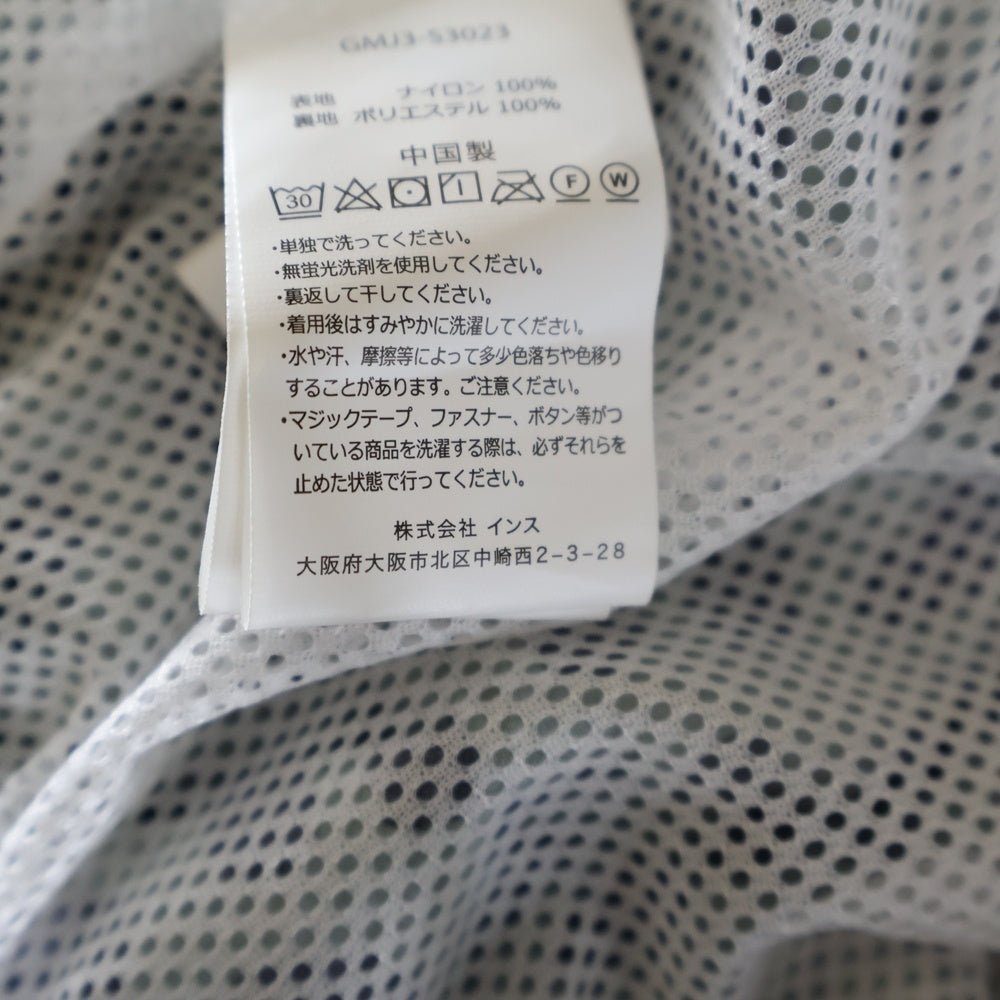 GMJ3-S3023
表地 ナイロン 100%
裏地 ポリエステル 100%
中国製
30 F W
・単独で洗ってください。
・無蛍光洗剤を使用してください。
・裏返して干してください。
・着用後はすみやかに洗濯してください。
・水や汗、摩擦等によって多少色落ちや色移り
することがあります。ご注意ください。
・マジックテープ、ファスナー、ボタン等がつ
いている商品を洗濯する際は、必ずそれらを
止めた状態で行ってください。
株式会社 インス
大阪府大阪市北区中崎西2-3-28